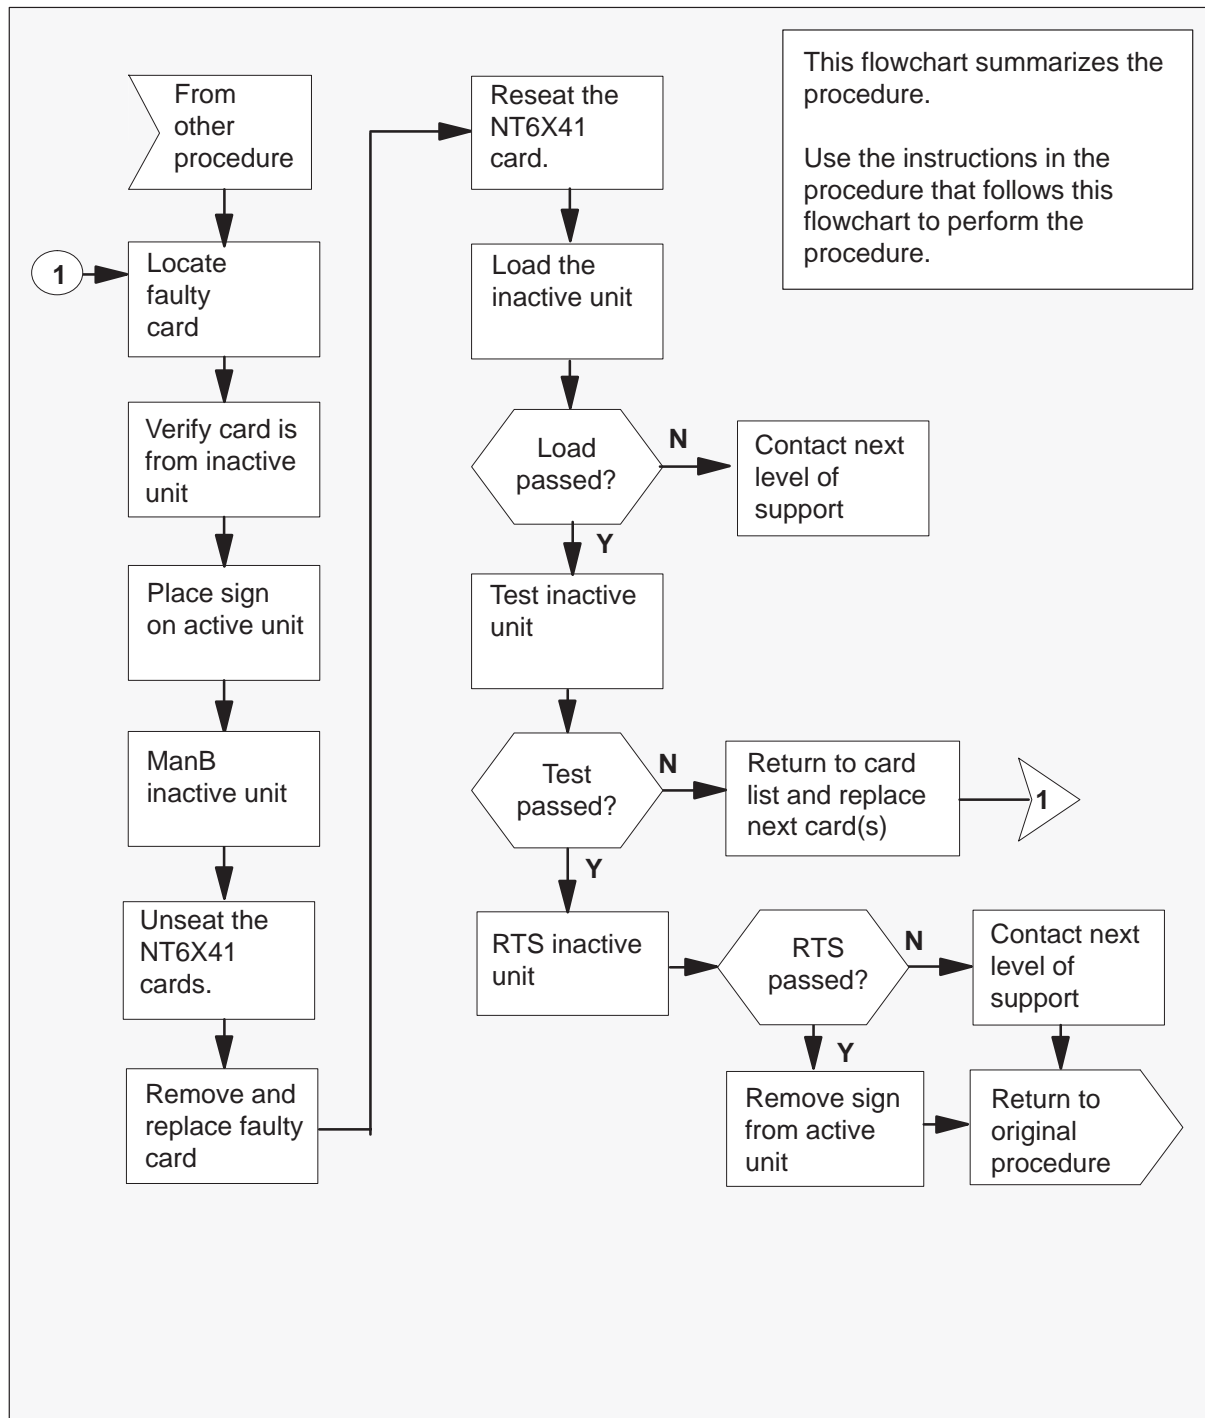 From
other
procedure
1
Locate
faulty
card
Verify card is
from inactive
unit
Place sign
on active unit
ManB
inactive unit
Unseat the
NT6X41
cards.
Remove and
replace faulty
card
Reseat the
NT6X41
card.
Load the
inactive unit
Load
passed?
N
Contact next
level of
support
Y
Test inactive
unit
Test
passed?
N
Return to card
list and replace
next card(s)
1
Y
RTS inactive
unit
RTS
passed?
N
Contact next
level of
support
Y
Remove sign
from active
unit
Return to
original
procedure
This flowchart summarizes the
procedure.
Use the instructions in the
procedure that follows this
flowchart to perform the
procedure.